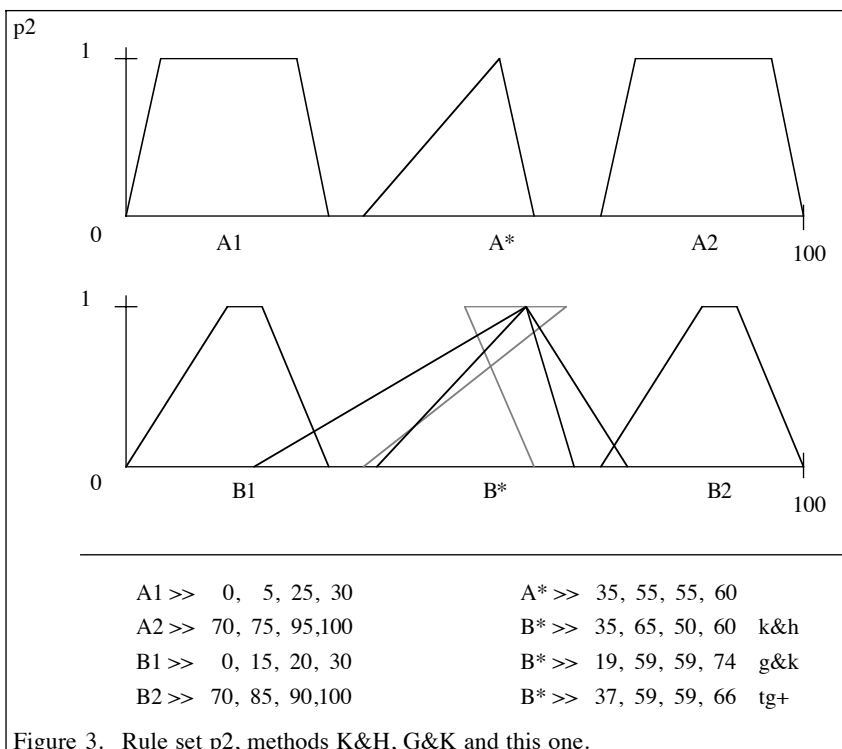 p2
1
0
A1
A*
A2
100
1
0
B1
B*
B2
100
A1 >> 0, 5, 25, 30
A* >> 35, 55, 55, 60
A2 >> 70, 75, 95,100
B* >> 35, 65, 50, 60 k&h
B1 >> 0, 15, 20, 30
B* >> 19, 59, 59, 74 g&k
B2 >> 70, 85, 90,100
B* >> 37, 59, 59, 66 tg+
Figure 3. Rule set p2, methods K&H, G&K and this one.